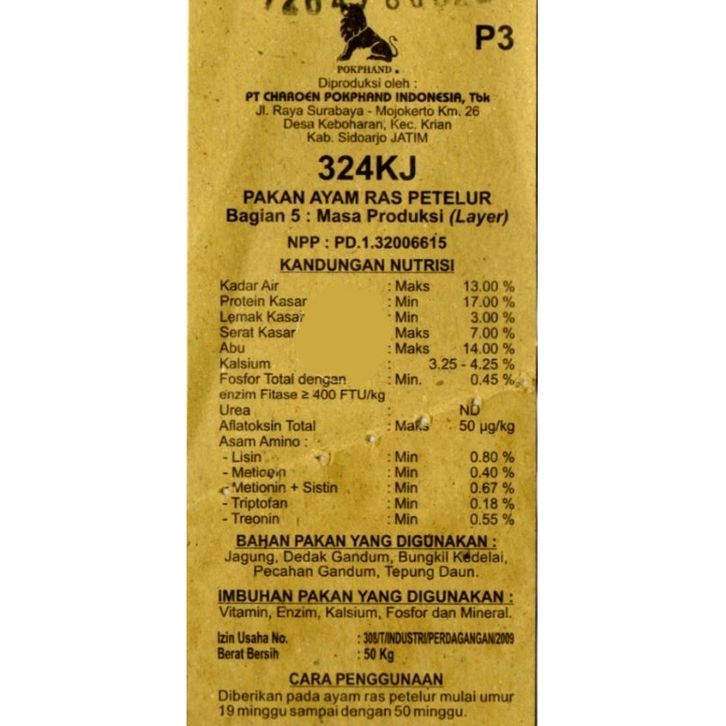 P3
POKPHAND
Diproduksi oleh :
PT CHAROEN POKPHAND INDONESIA, Tbk
Jl. Raya Surabaya - Mojokerto Km. 26
Desa Keboharan, Kec. Krian
Kab. Sidoarjo JATIM
324KJ
PAKAN AYAM RAS PETELUR
Bagian 5 : Masa Produksi (Layer)
NPP : PD.1.32006615
KANDUNGAN NUTRISI
Kadar Air : Maks 13.00 %
Protein Kasar : Min 17.00 %
Lemak Kasar : Min 3.00 %
Serat Kasar Maks 7.00 %
Abu : Maks 14.00 %
Kalsium : 3.25 - 4.25 %
Fosfor Total dengan : Min. 0.45 %
enzim Fitase ≥ 400 FTU/kg
Urea : ND
Aflatoksin Total : Maks 50 µg/kg
Asam Amino :
- Lisin : Min 0.80 %
- Metionin : Min 0.40 %
- Metionin + Sistin : Min 0.67 %
- Triptofan : Min 0.18 %
- Treonin : Min 0.55 %
BAHAN PAKAN YANG DIGUNAKAN :
Jagung, Dedak Gandum, Bungkil Kedelai,
Pecahan Gandum, Tepung Daun.
IMBUHAN PAKAN YANG DIGUNAKAN :
Vitamin, Enzim, Kalsium, Fosfor dan Mineral.
Izin Usaha No. : 308/T/INDUSTRI/PERDAGANGAN/2009
Berat Bersih : 50 Kg
CARA PENGGUNAAN
Diberikan pada ayam ras petelur mulai umur
19 minggu sampai dengan 50 minggu.